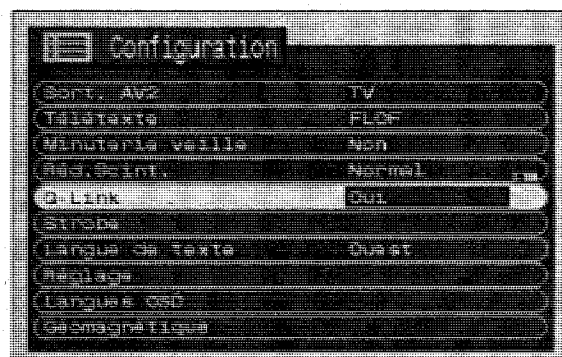 Configuration
Sort. AV2 TV
Télétexte FLOF
Minuterie veille Non
Réd.Scint. Normal
Q-Link Oui
Strobe
Langue de texte Ouest
Réglage
Langues OSD
Géomagnétique